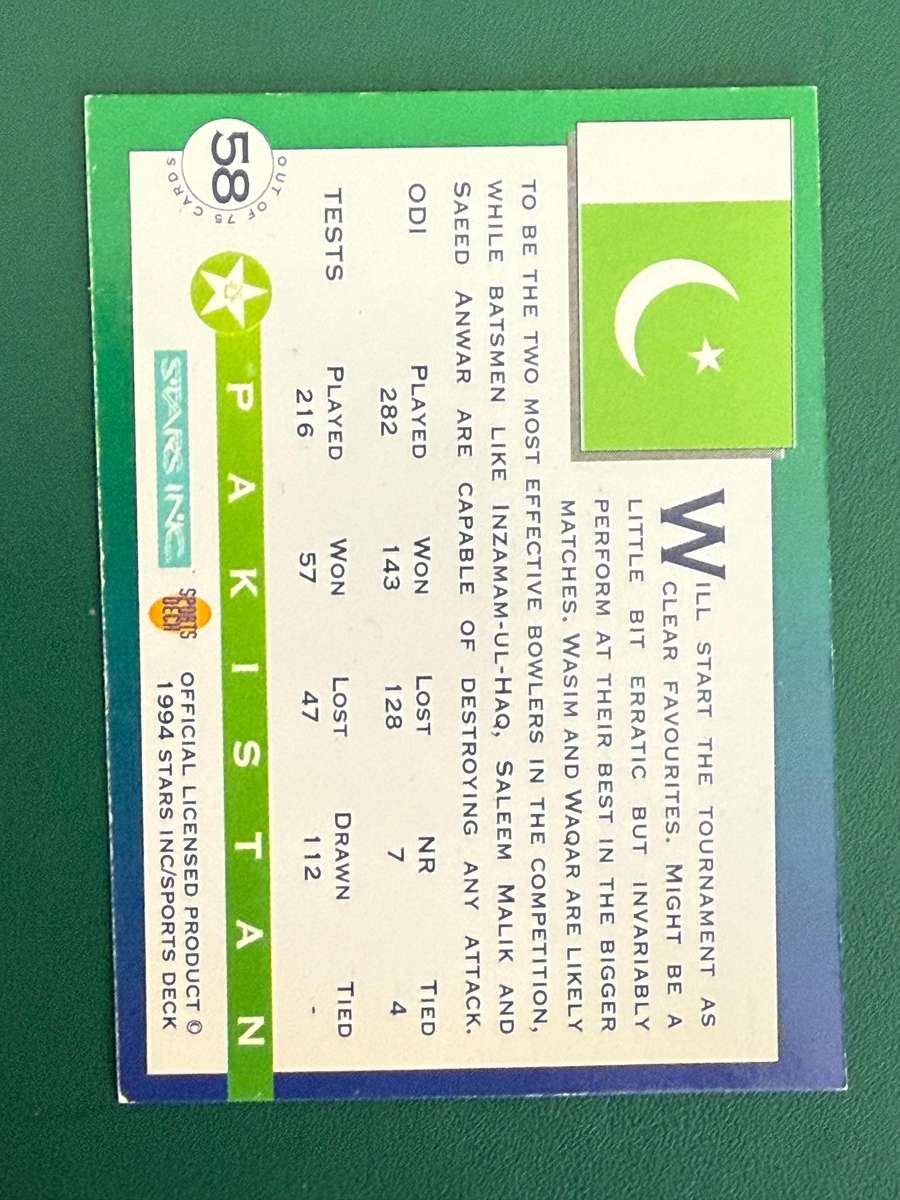 WILL START THE TOURNAMENT AS
CLEAR FAVOURITES. MIGHT BE A
LITTLE BIT ERRATIC BUT INVARIABLY
PERFORM AT THEIR BEST IN THE BIGGER
MATCHES. WASIM AND WAQAR ARE LIKELY
TO BE THE TWO MOST EFFECTIVE BOWLERS IN THE COMPETITION,
WHILE BATSMEN LIKE INZAMAM-UL-HAQ, SALEEM MALIK AND
SAEED ANWAR ARE CAPABLE OF DESTROYING ANY ATTACK.
ODI PLAYED WON LOST NR TIED
282 143 128 7 4
TESTS PLAYED WON LOST DRAWN TIED
216 57 47 112 -
58
OUT OF 75 CARDS
PAKISTAN
STARS INC.
SPORTS
DECK
OFFICIAL LICENSED PRODUCT ©
1994 STARS INC/SPORTS DECK